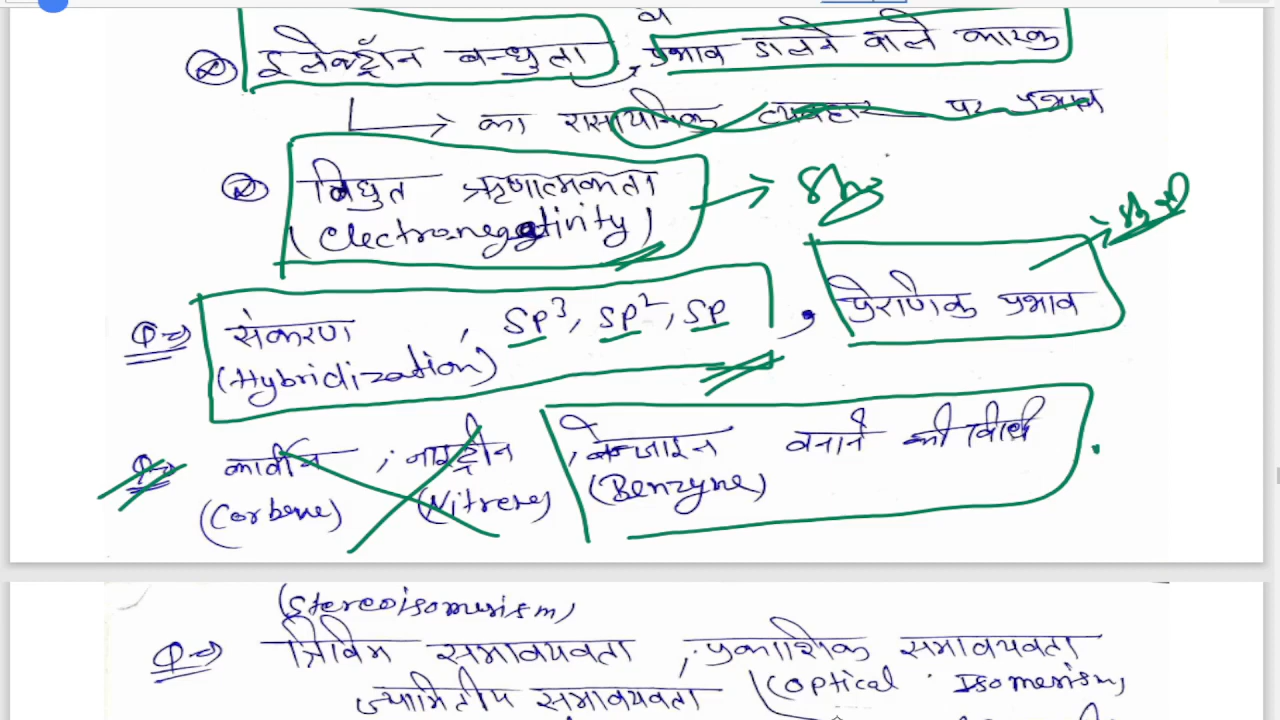 व
इलेक्ट्रॉन बन्धुता, प्रभाव डालने वाले कारक
का रासायनिक व्यवहार पर प्रभाव
विधुत ऋणात्मकता
(Electronegativity)
Q→ संकरण, sp³, sp², sp, प्रेरणिक प्रभाव
(Hybridization)
Q→ कार्बीन, नाइट्रीन, बेन्जाइन बनाने की विधि
(Carbene) (Nitrene) (Benzyne)
(Stereoisomerism)
Q→ त्रिविम समावयवता, प्रकाशिक समावयवता
ज्यामितीय समावयवता (Optical Isomerism,